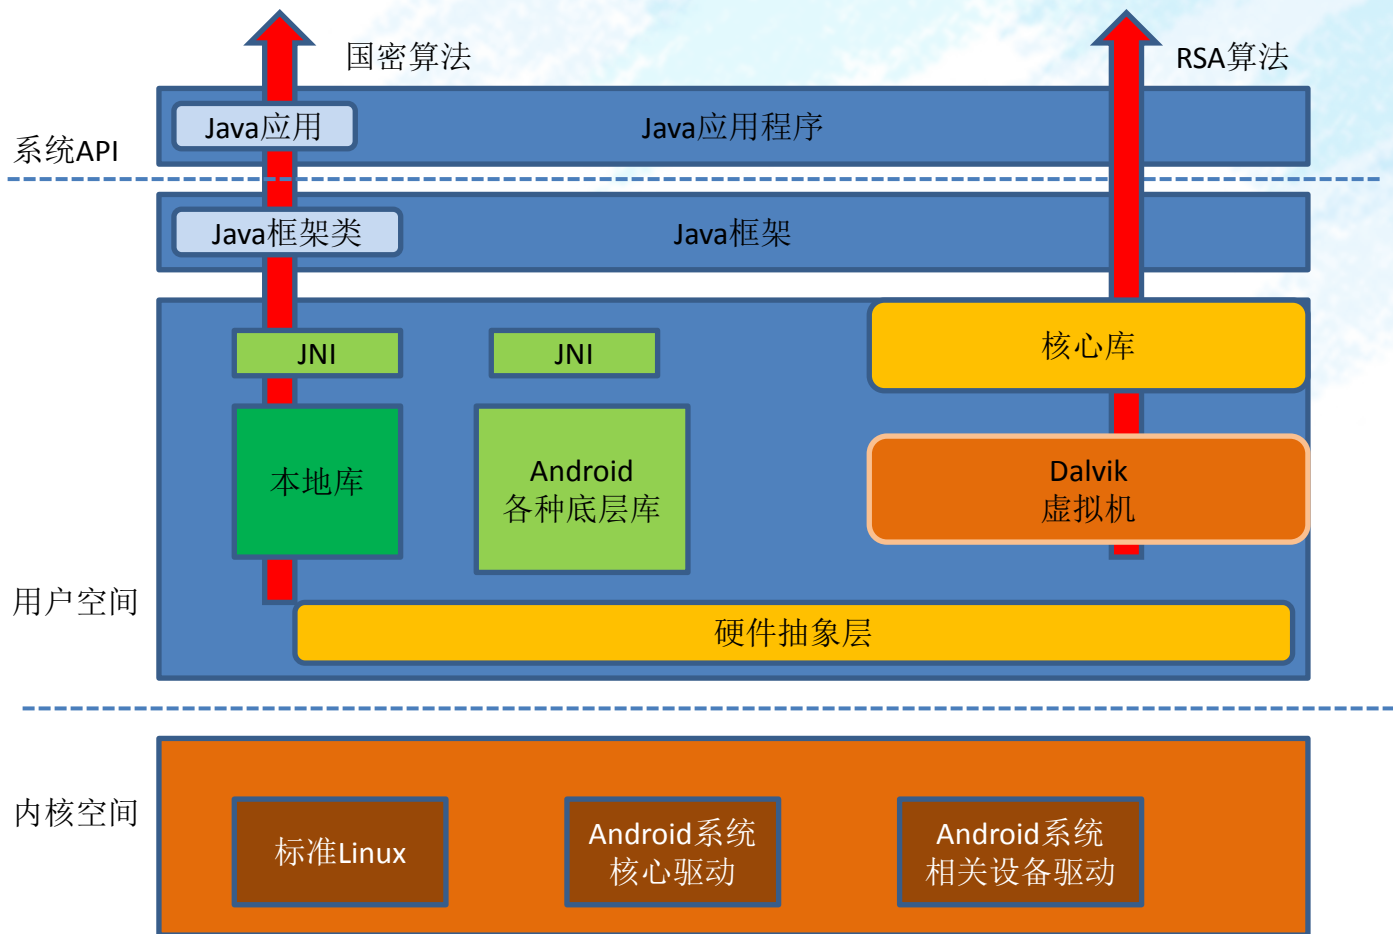 国密算法
RSA算法
Java应用
Java应用程序
系统API
Java框架类
Java框架
JNI
JNI
核心库
本地库
Android
各种底层库
Dalvik
虚拟机
用户空间
硬件抽象层
内核空间
标准Linux
Android系统
核心驱动
Android系统
相关设备驱动